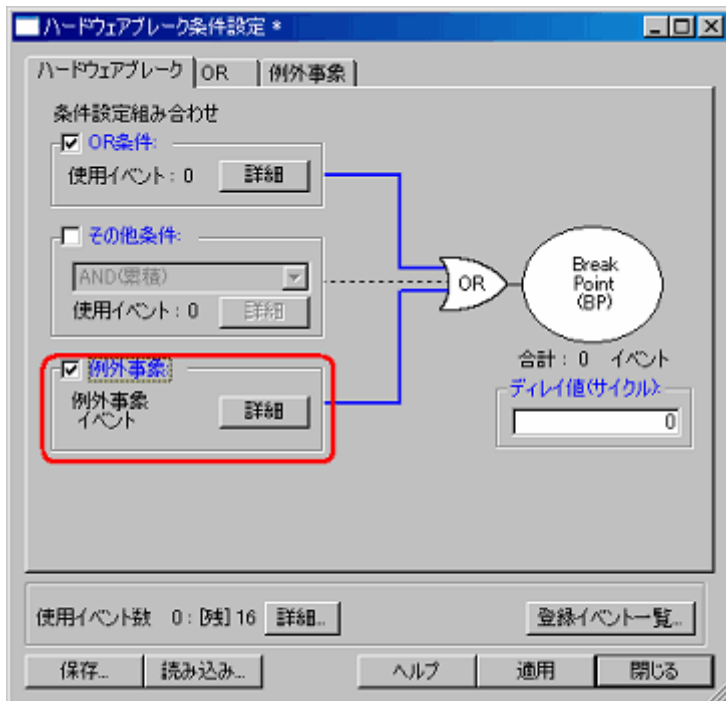 ハードウェアブレーク条件設定 *
ハードウェアブレーク OR 例外事象
条件設定組み合わせ
OR条件:
使用イベント : 0 詳細
その他条件:
AND(累積)
使用イベント : 0 詳細
例外事象:
例外事象
イベント
詳細
OR
Break
Point
(BP)
合計 : 0 イベント
ディレイ値(サイクル):
0
使用イベント数 0 : [残] 16 詳細... 登録イベント一覧...
保存... 読み込み... ヘルプ 適用 閉じる